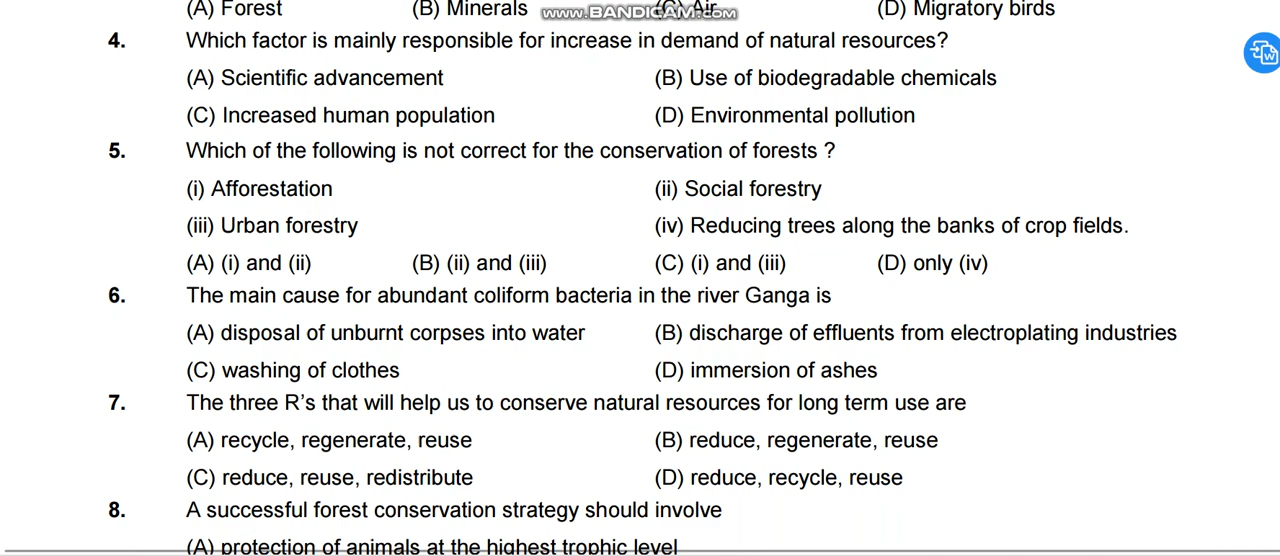 (A) Forest (B) Minerals (C) Air (D) Migratory birds
www.BANDICAM.com
4. Which factor is mainly responsible for increase in demand of natural resources?
(A) Scientific advancement (B) Use of biodegradable chemicals
(C) Increased human population (D) Environmental pollution
5. Which of the following is not correct for the conservation of forests ?
(i) Afforestation (ii) Social forestry
(iii) Urban forestry (iv) Reducing trees along the banks of crop fields.
(A) (i) and (ii) (B) (ii) and (iii) (C) (i) and (iii) (D) only (iv)
6. The main cause for abundant coliform bacteria in the river Ganga is
(A) disposal of unburnt corpses into water (B) discharge of effluents from electroplating industries
(C) washing of clothes (D) immersion of ashes
7. The three R’s that will help us to conserve natural resources for long term use are
(A) recycle, regenerate, reuse (B) reduce, regenerate, reuse
(C) reduce, reuse, redistribute (D) reduce, recycle, reuse
8. A successful forest conservation strategy should involve
(A) protection of animals at the highest trophic level
W